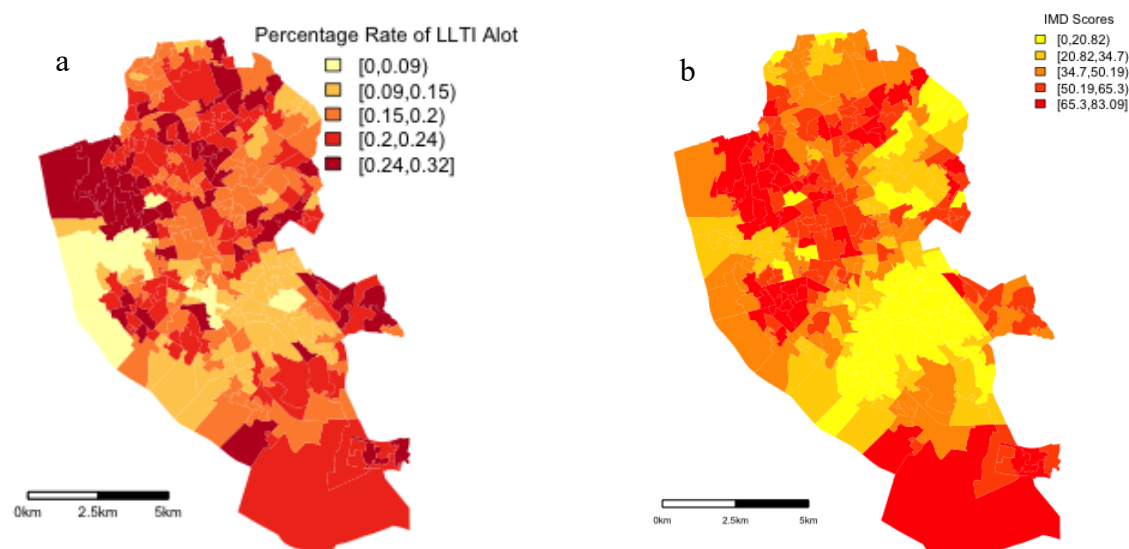 a
Percentage Rate of LLTI Alot
[0,0.09)
[0.09,0.15)
[0.15,0.2)
[0.2,0.24)
[0.24,0.32]
0km 2.5km 5km
b
IMD Scores
[0,20.82)
[20.82,34.7)
[34.7,50.19)
[50.19,65.3)
[65.3,83.09]
0km 2.5km 5km